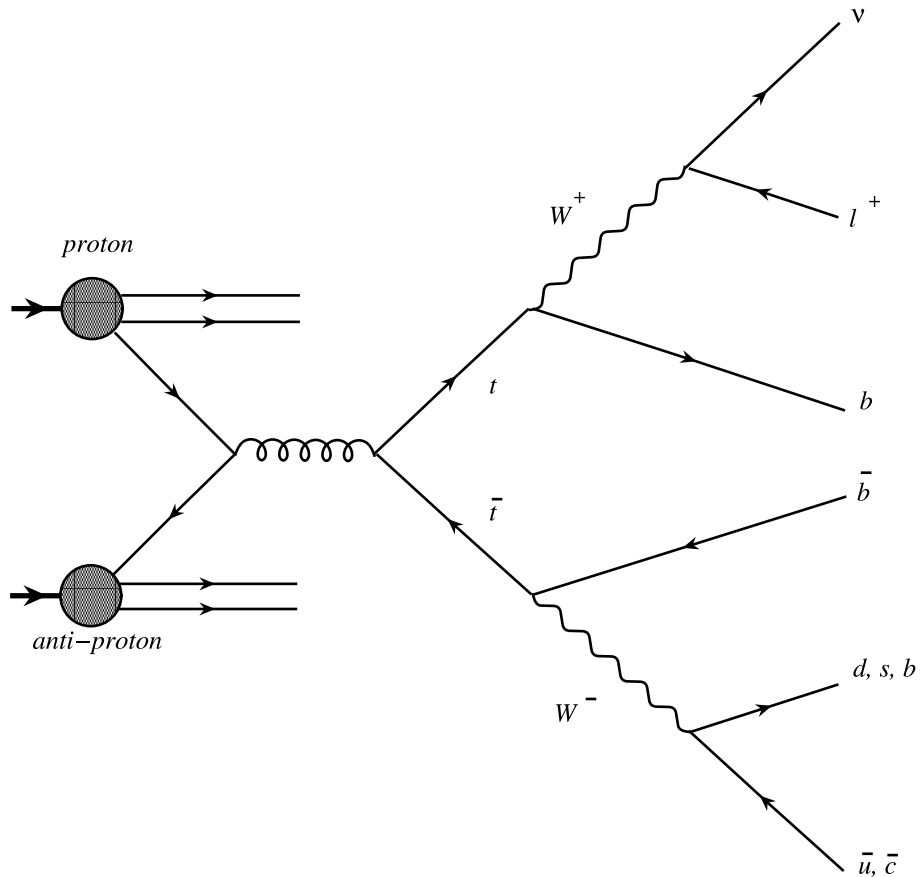 ν
W⁺
l ⁺
proton
t
b
t̄
b̄
anti−proton
d, s, b
W⁻
ū, c̄